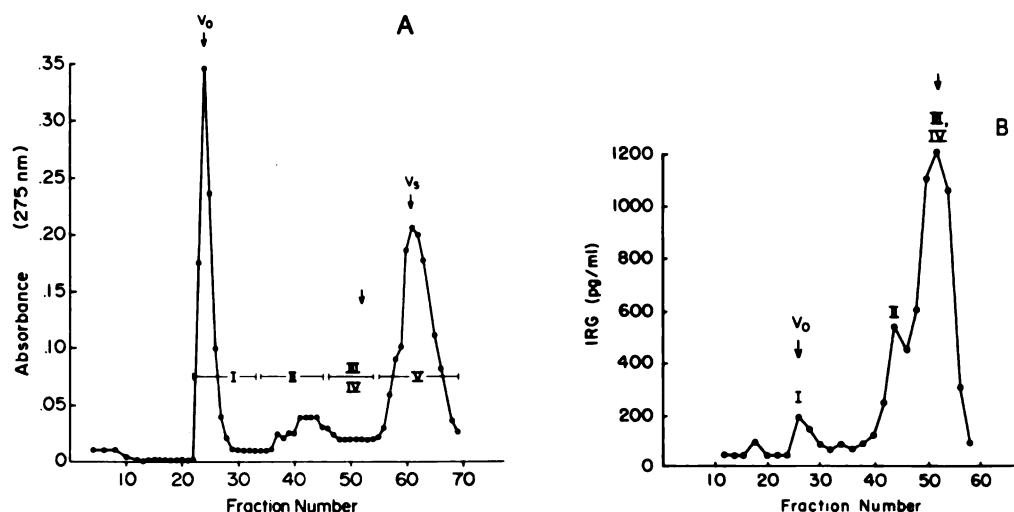 A
Vo
.35
.30
.25
.20
.15
.10
.05
0
Absorbance (275 nm)
Vs
I
II
III
IV
V
10 20 30 40 50 60 70
Fraction Number
B
III,
IV
1200
1000
800
600
400
200
0
IRG (pg/ml)
II
Vo
I
10 20 30 40 50 60
Fraction Number